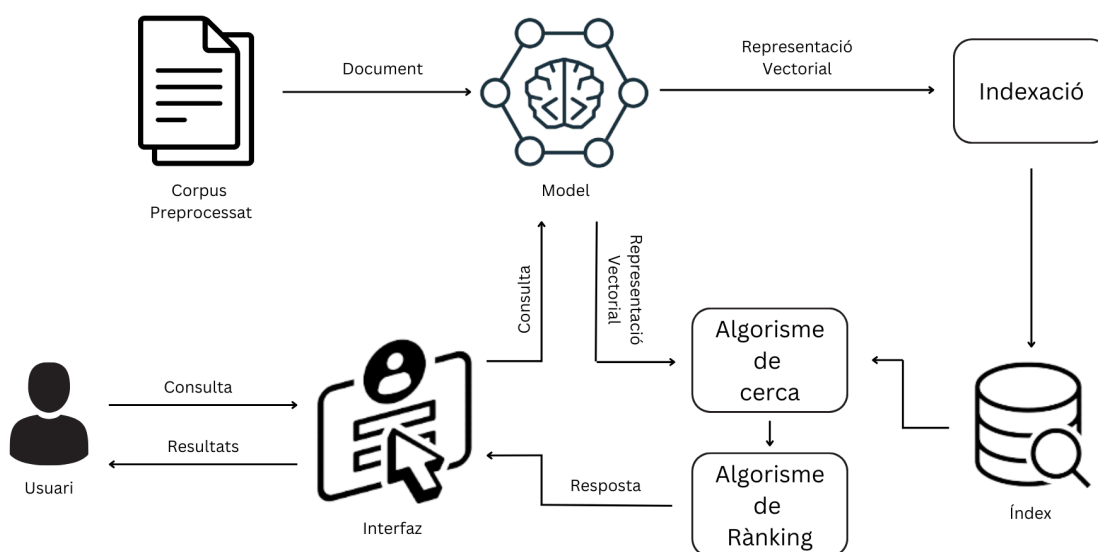 Document
Representació
Vectorial
Indexació
Corpus
Preprocessat
Model
Consulta
Representació
Vectorial
Algorisme
de
cerca
Consulta
Resultats
Usuari
Interfaz
Resposta
Algorisme
de
Rànking
Índex